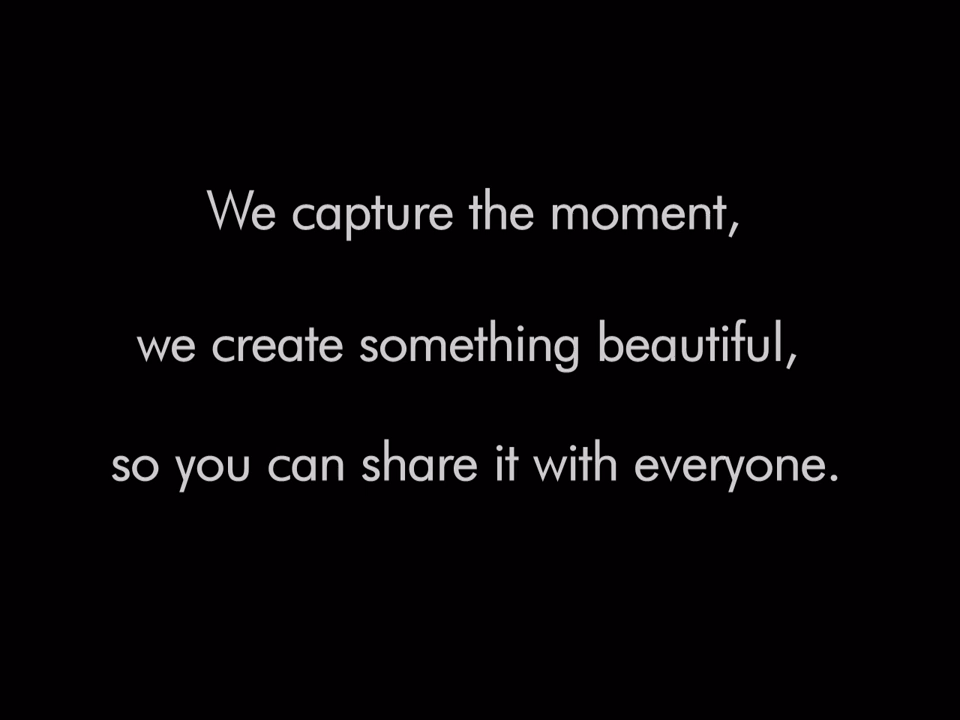 We capture the moment,
we create something beautiful,
so you can share it with everyone.